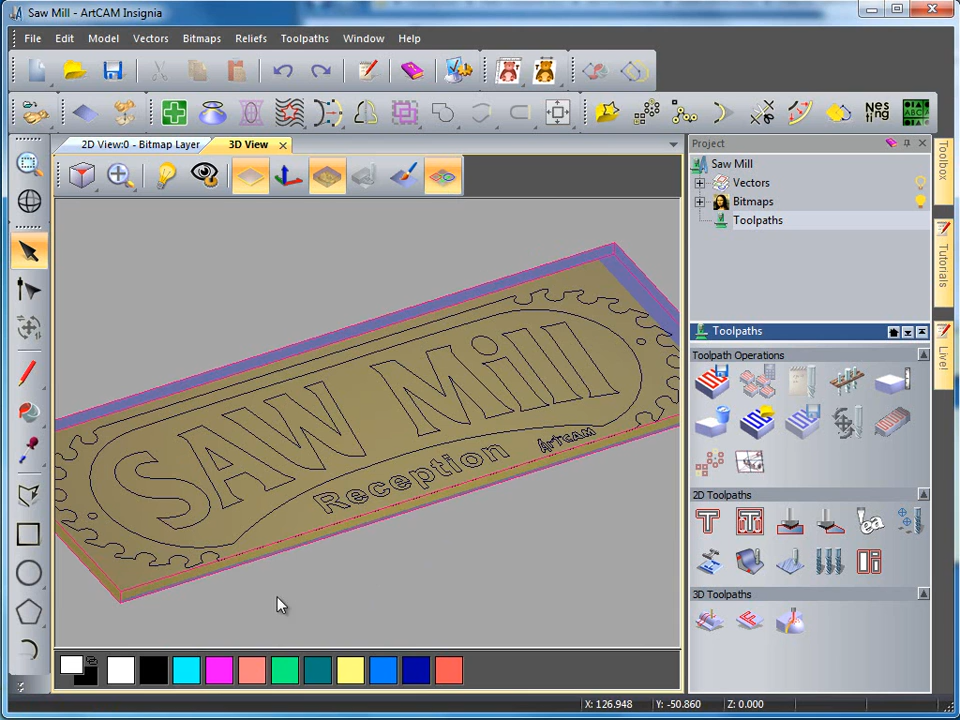 Saw Mill - ArtCAM Insignia
File Edit Model Vectors Bitmaps Reliefs Toolpaths Window Help
Nes
ting
2D View:0 - Bitmap Layer
3D View
Project
Saw Mill
Vectors
Bitmaps
Toolpaths
Toolbox
Tutorials
Live!
Toolpaths
Toolpath Operations
2D Toolpaths
3D Toolpaths
SAW Mill
Reception
ArtCAM
X: 126.948 Y: -50.860 Z: 0.000